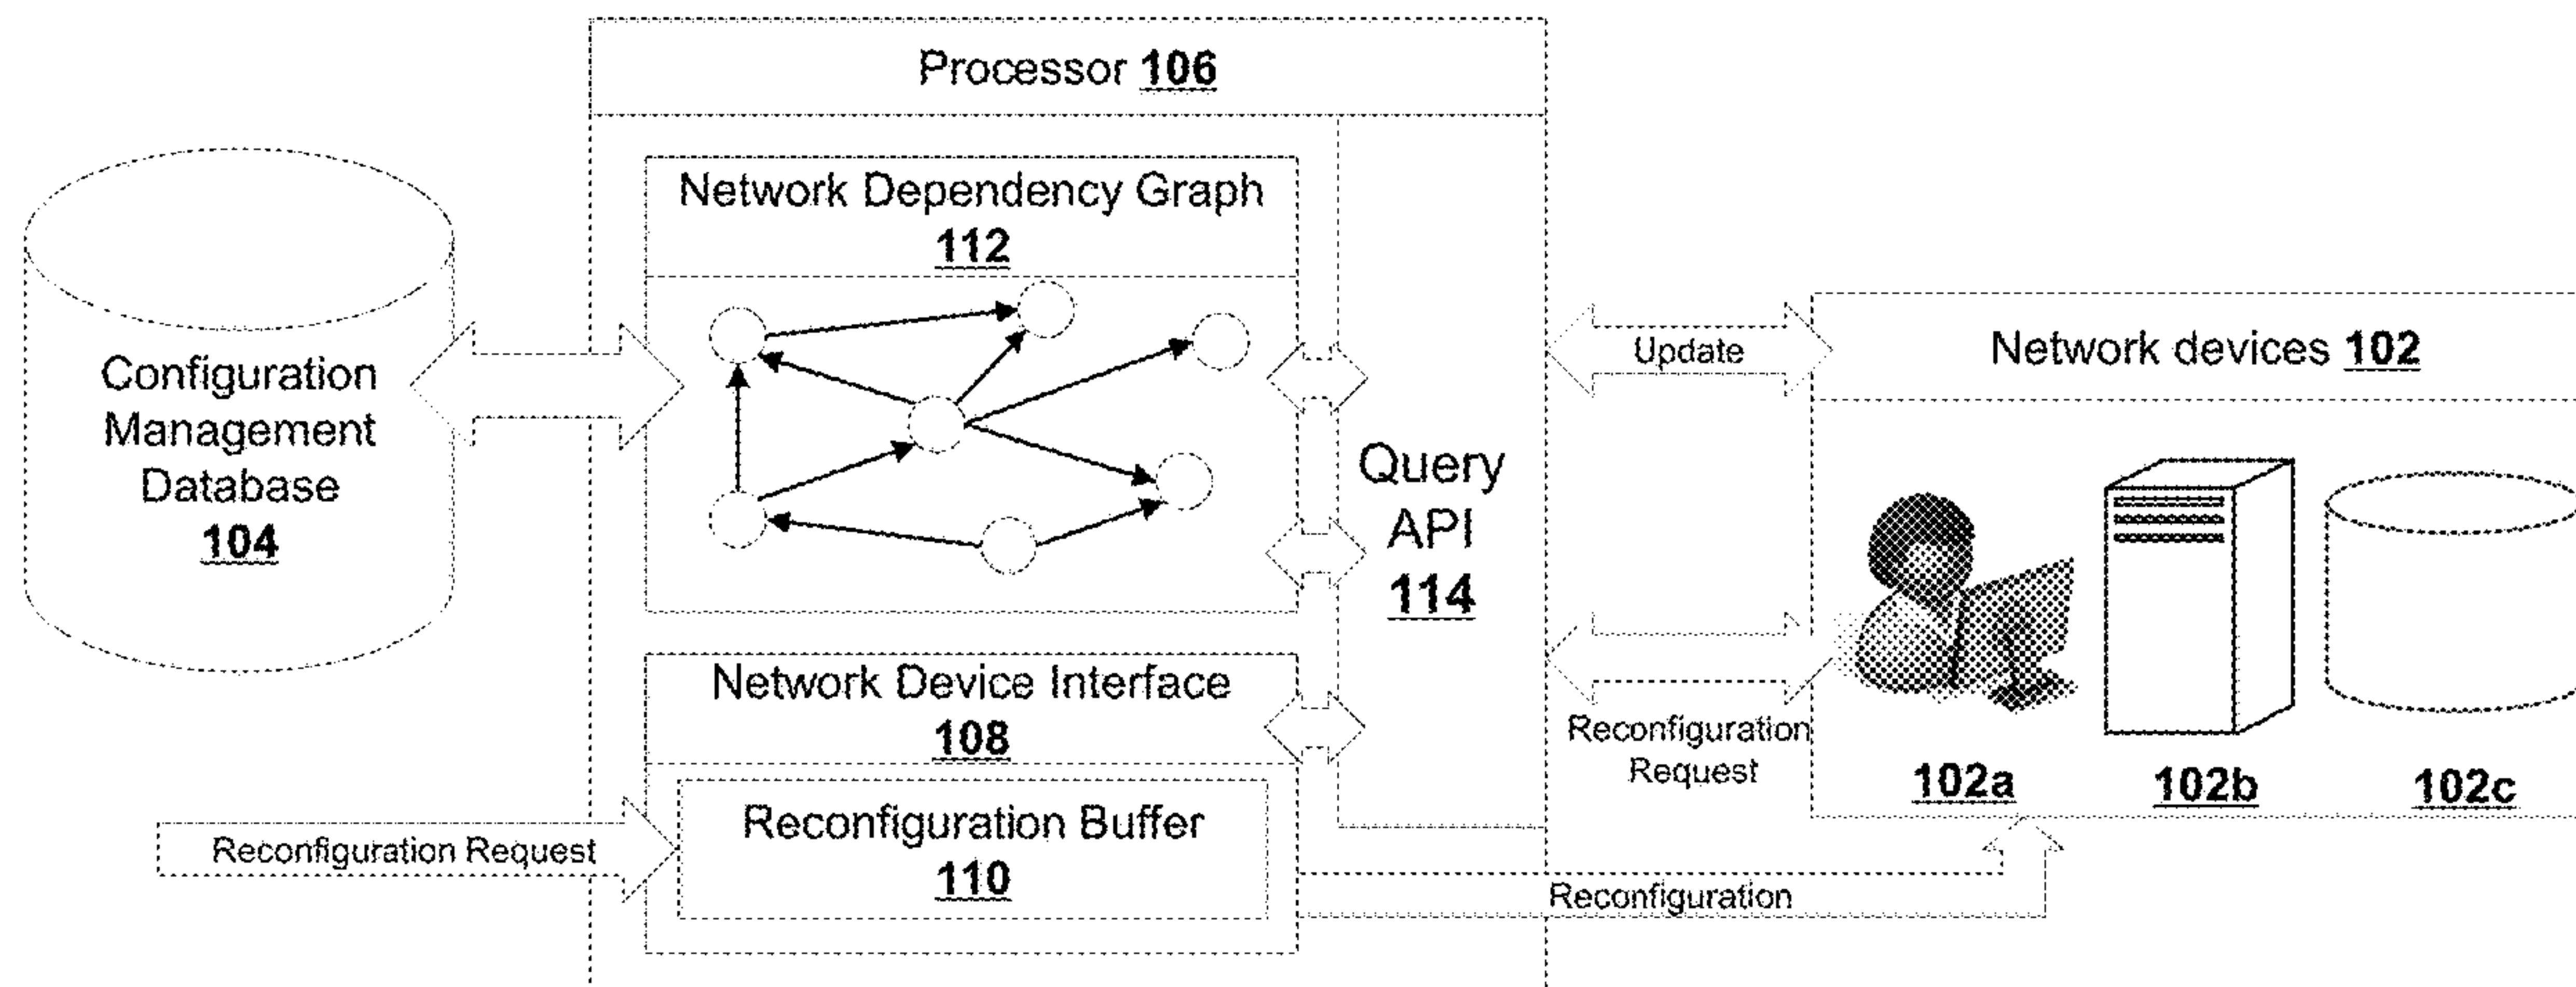 Processor 106
Network Dependency Graph
112
Configuration
Management
Database
104
Query
API
114
Update
Network devices 102
Network Device Interface
108
Reconfiguration
Request
102a
102b
102c
Reconfiguration Request
Reconfiguration Buffer
110
Reconfiguration